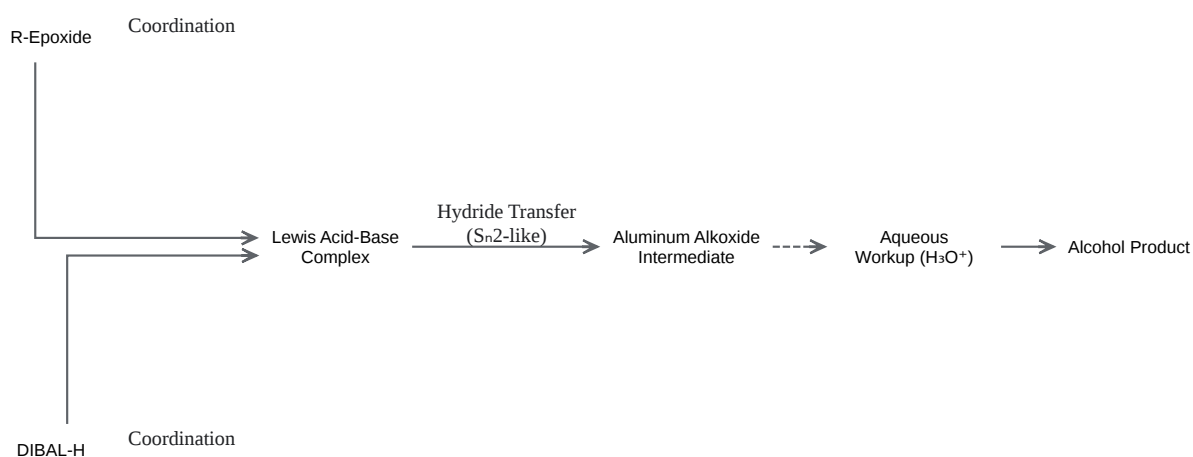 Coordination
R-Epoxide
Hydride Transfer
(Sₙ2-like)
Lewis Acid-Base
Complex
Aluminum Alkoxide
Intermediate
Aqueous
Workup (H₃O⁺)
Alcohol Product
Coordination
DIBAL-H